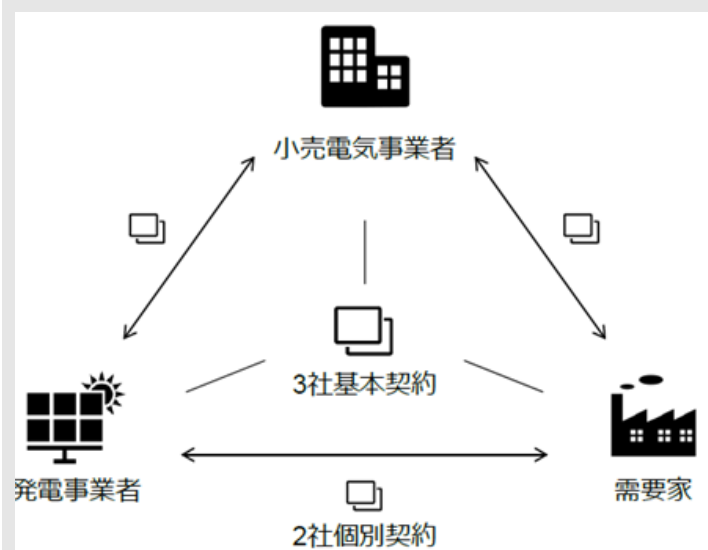 小売電気事業者
3社基本契約
発電事業者
需要家
2社個別契約